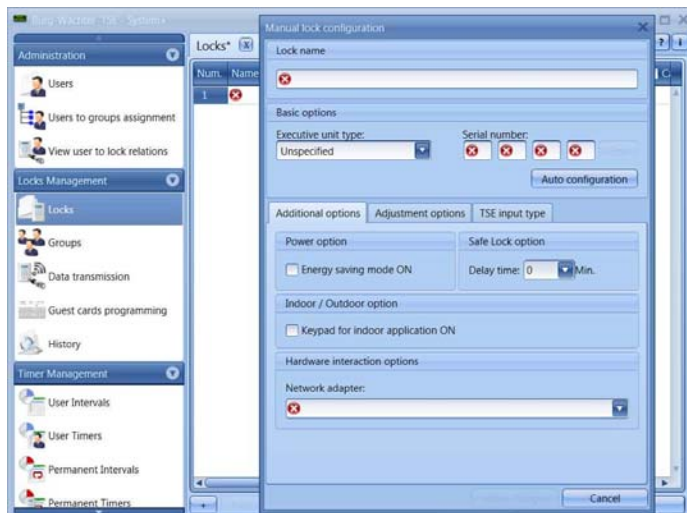 Burg-Wächter TSE - System+
Manual lock configuration
Administration
Users
Users to groups assignment
View user to lock relations
Locks Management
Locks
Groups
Data transmission
Guest cards programming
History
Timer Management
User Intervals
User Timers
Permanent Intervals
Permanent Timers
Locks*
Num. Name
1
Lock name
Basic options
Executive unit type:
Serial number:
Unspecified
Auto configuration
Additional options
Adjustment options
TSE input type
Power option
Safe Lock option
Energy saving mode ON
Delay time: 0 Min.
Indoor / Outdoor option
Keypad for indoor application ON
Hardware interaction options
Network adapter:
Cancel